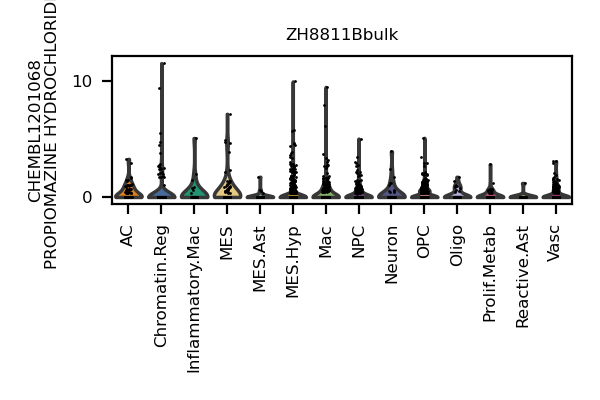 ZH8811Bbulk
CHEMBL1201068
PROPIOMAZINE HYDROCHLORID
10
0
AC
Chromatin.Reg
Inflammatory.Mac
MES
MES.Ast
MES.Hyp
Mac
NPC
Neuron
OPC
Oligo
Prolif.Metab
Reactive.Ast
Vasc